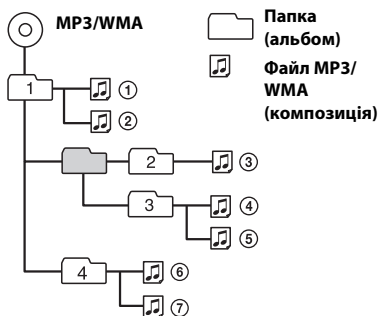 MP3/WMA
Папка
(альбом)
Файл MP3/
WMA
(композиція)
1
①
②
2
③
3
④
⑤
4
⑥
⑦